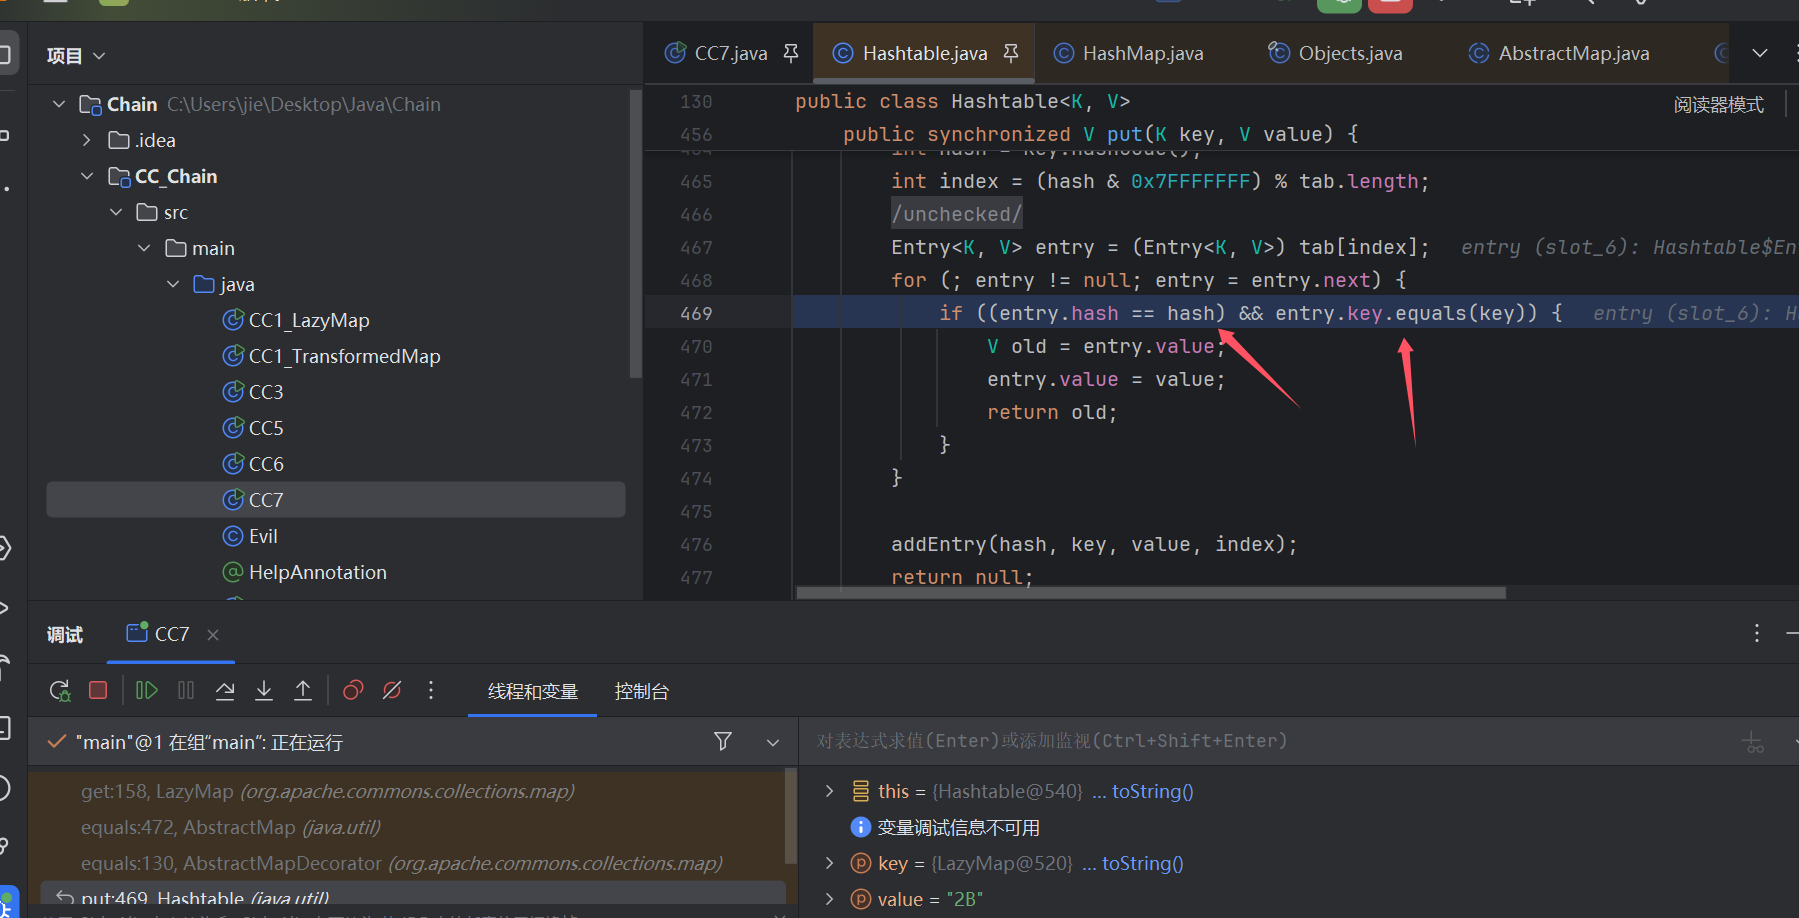 项目
CC7.java
Hashtable.java
HashMap.java
Objects.java
AbstractMap.java
Chain C:\Users\jie\Desktop\Java\Chain
.idea
CC_Chain
src
main
java
CC1_LazyMap
CC1_TransformedMap
CC3
CC5
CC6
CC7
Evil
HelpAnnotation
阅读器模式
130 public class Hashtable<K, V>
456 public synchronized V put(K key, V value) {
464 int hash = key.hashCode();
465 int index = (hash & 0x7FFFFFFF) % tab.length;
466 /unchecked/
467 Entry<K, V> entry = (Entry<K, V>) tab[index]; entry (slot_6): Hashtable$En
468 for (; entry != null; entry = entry.next) {
469 if ((entry.hash == hash) && entry.key.equals(key)) { entry (slot_6): H
470 V old = entry.value;
471 entry.value = value;
472 return old;
473 }
474 }
475
476 addEntry(hash, key, value, index);
477 return null;
调试 CC7
线程和变量 控制台
"main"@1 在组“main”: 正在运行
get:158, LazyMap (org.apache.commons.collections.map)
equals:472, AbstractMap (java.util)
equals:130, AbstractMapDecorator (org.apache.commons.collections.map)
put:469, Hashtable (java.util)
对表达式求值(Enter)或添加监视(Ctrl+Shift+Enter)
this = {Hashtable@540} ... toString()
变量调试信息不可用
key = {LazyMap@520} ... toString()
value = "2B"